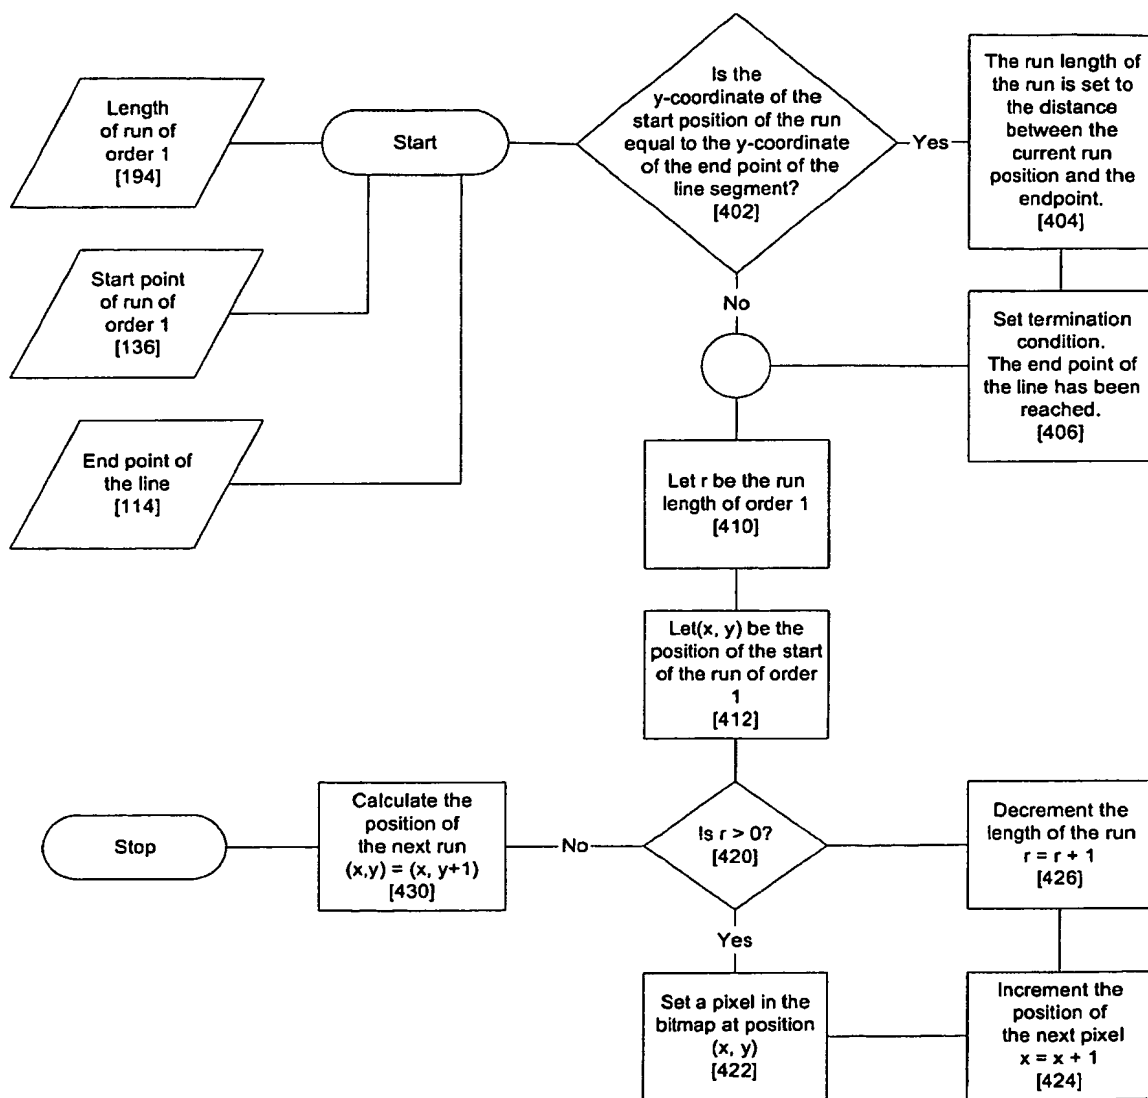 Length
of run of
order 1
[194]
Start
Is the
y-coordinate of the
start position of the run
equal to the y-coordinate
of the end point of the
line segment?
[402]
Yes
The run length of
the run is set to
the distance
between the
current run
position and the
endpoint.
[404]
Start point
of run of
order 1
[136]
No
Set termination
condition.
The end point of
the line has been
reached.
[406]
End point of
the line
[114]
Let r be the run
length of order 1
[410]
Let(x, y) be the
position of the start
of the run of order
1
[412]
Stop
Calculate the
position of
the next run
(x,y) = (x, y+1)
[430]
No
Is r > 0?
[420]
Decrement the
length of the run
r = r + 1
[426]
Yes
Set a pixel in the
bitmap at position
(x, y)
[422]
Increment the
position of
the next pixel
x = x + 1
[424]